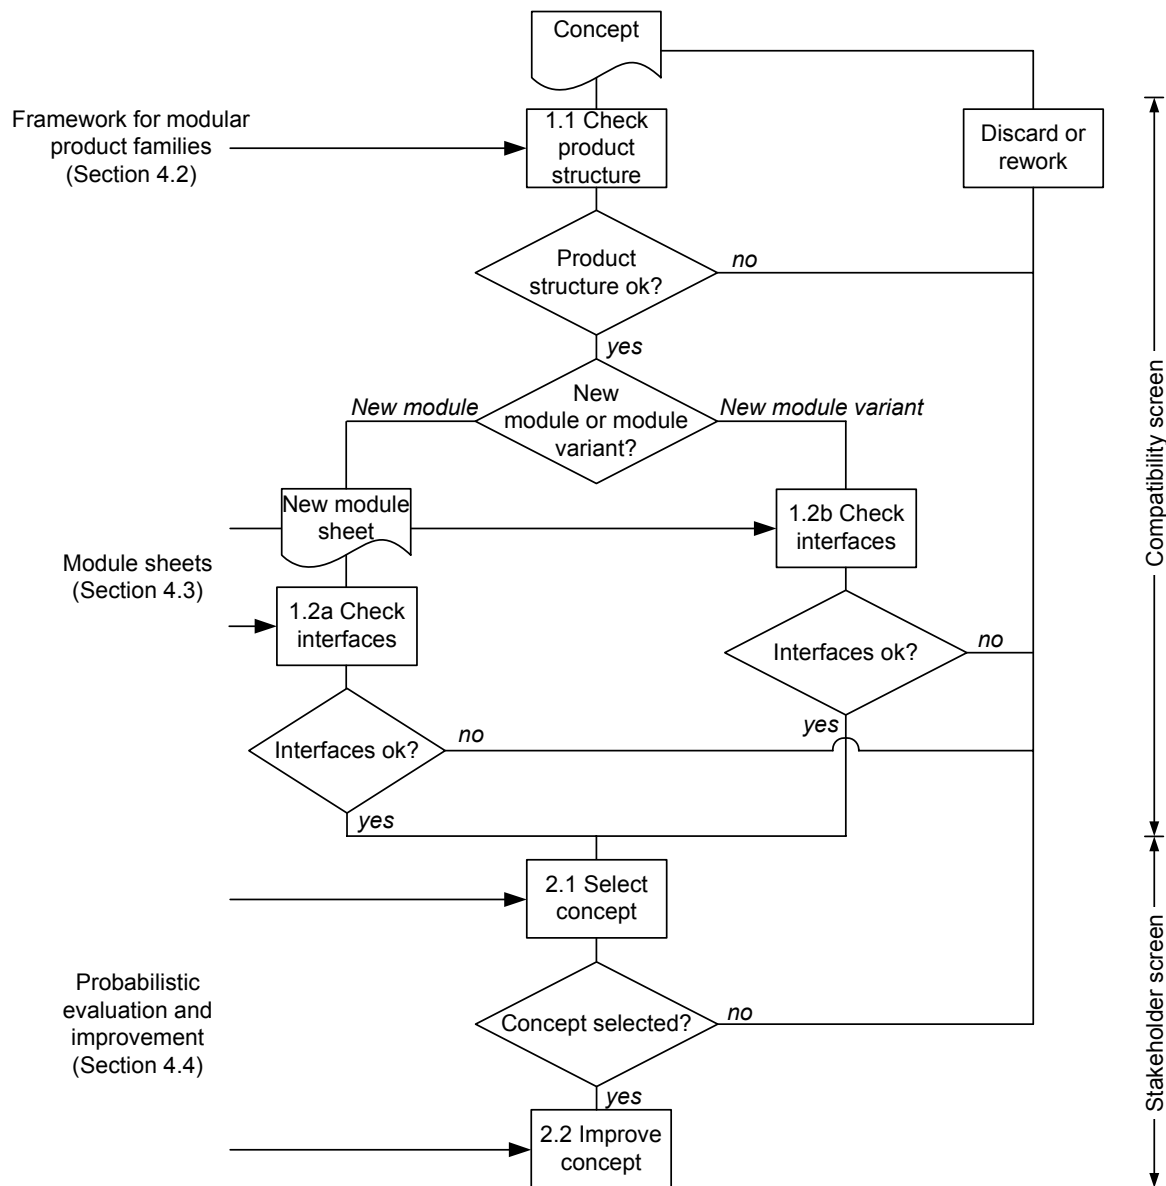 Concept
Framework for modular
product families
(Section 4.2)
1.1 Check
product
structure
Discard or
rework
Product
structure ok?
no
yes
New
module or module
variant?
New module
New module variant
New module
sheet
1.2b Check
interfaces
Module sheets
(Section 4.3)
1.2a Check
interfaces
Interfaces ok?
no
yes
Interfaces ok?
no
yes
Compatibility screen
2.1 Select
concept
Probabilistic
evaluation and
improvement
(Section 4.4)
Concept selected?
no
yes
2.2 Improve
concept
Stakeholder screen